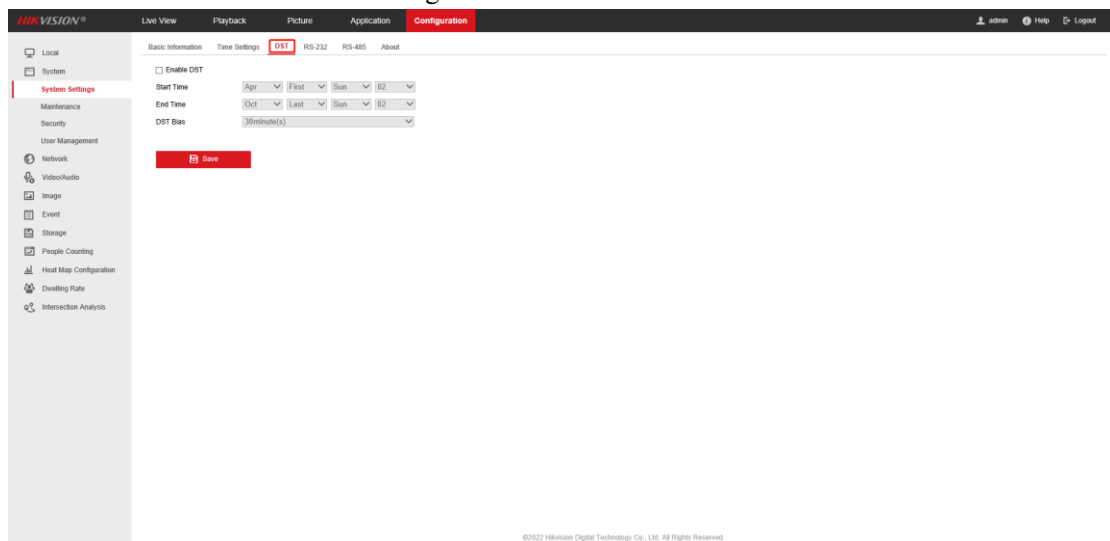 HIKVISION® Live View Playback Picture Application Configuration admin Help Logout
Basic Information Time Settings DST RS-232 RS-485 About
Local
System
System Settings
Maintenance
Security
User Management
Network
Video/Audio
Image
Event
Storage
People Counting
Heat Map Configuration
Dwelling Rate
Intersection Analysis
Enable DST
Start Time Apr First Sun 02
End Time Oct Last Sun 02
DST Bias 30minute(s)
Save
©2022 Hikvision Digital Technology Co., Ltd. All Rights Reserved.